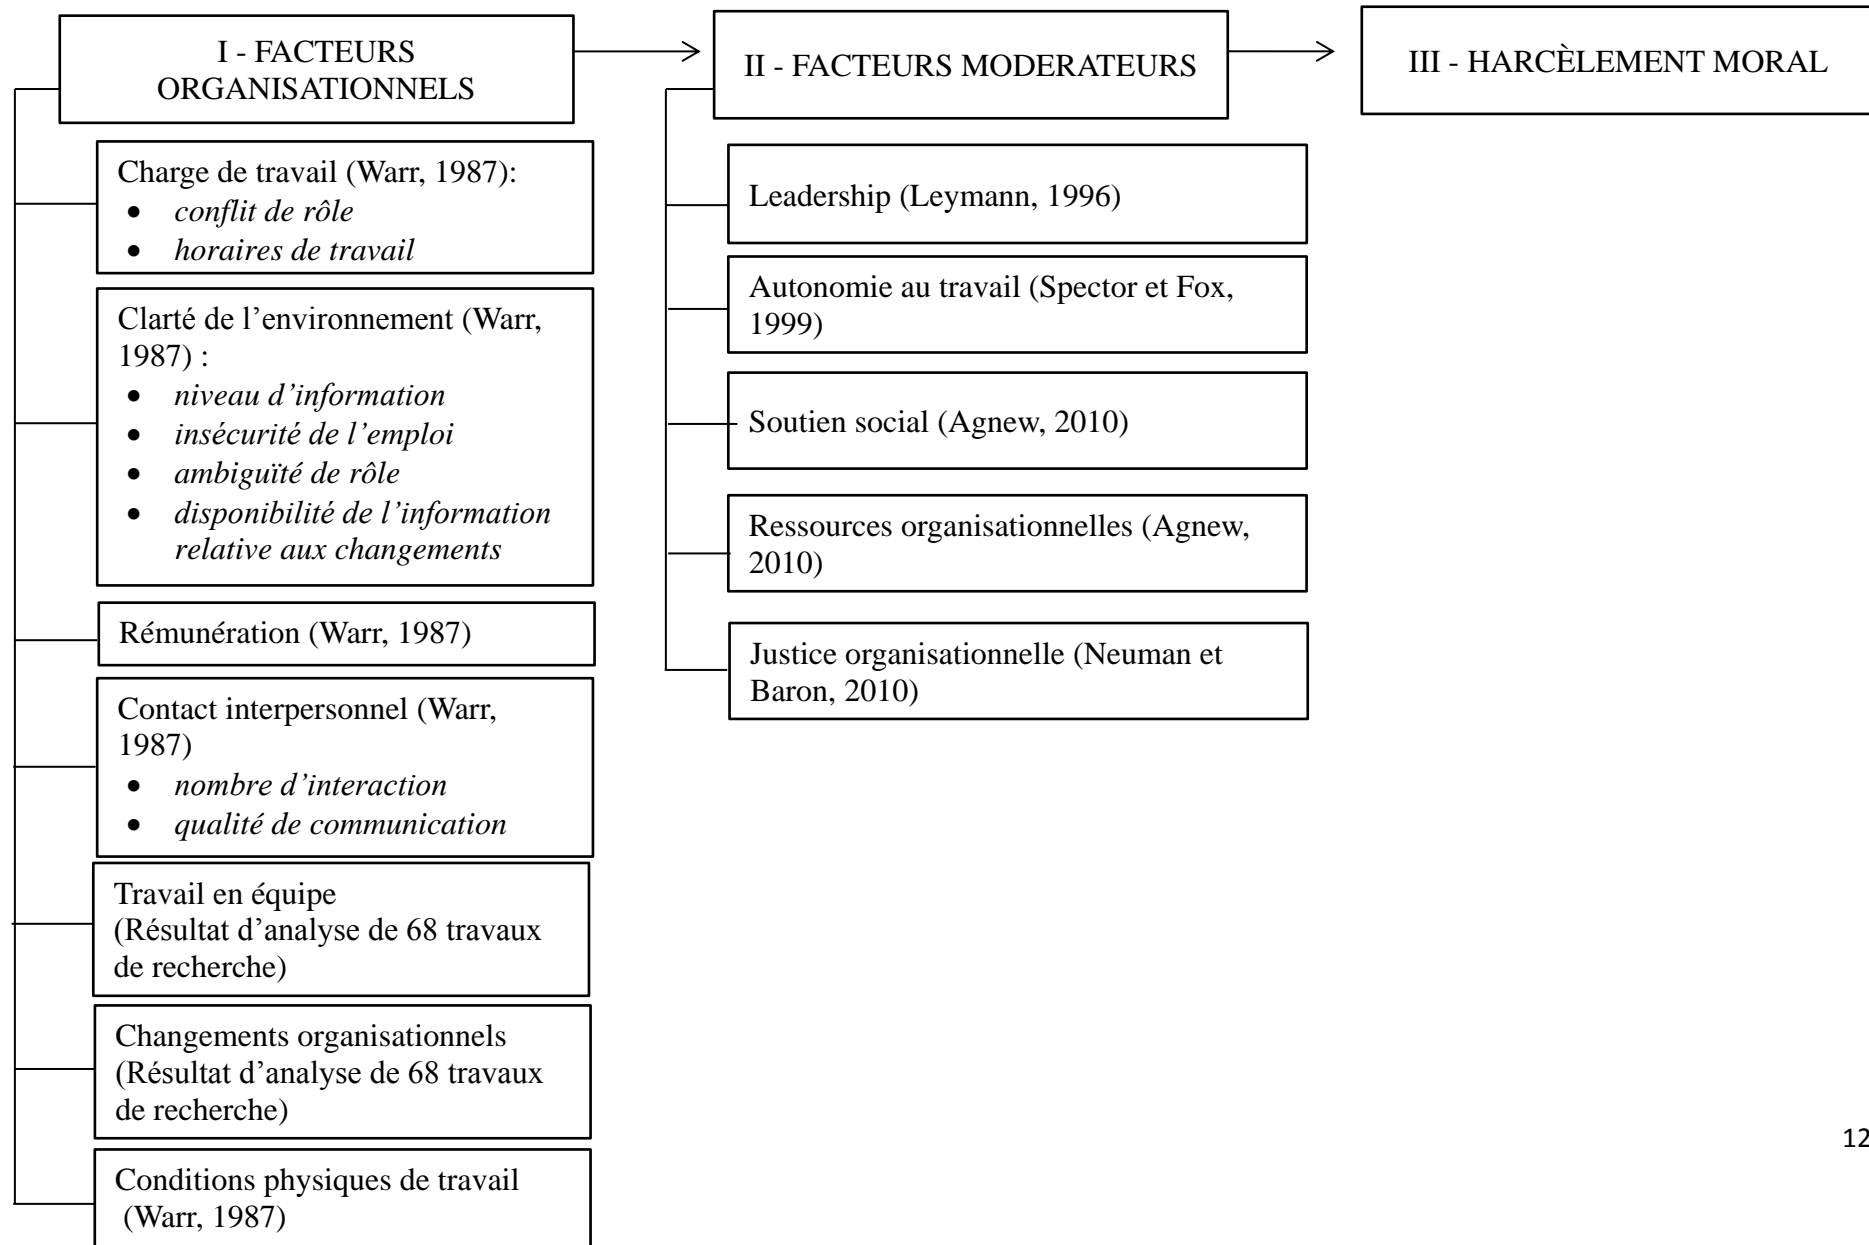 I - FACTEURS
ORGANISATIONNELS
Charge de travail (Warr, 1987):
• conflit de rôle
• horaires de travail
Clarté de l’environnement (Warr,
1987) :
• niveau d’information
• insécurité de l’emploi
• ambiguïté de rôle
• disponibilité de l’information
relative aux changements
Rémunération (Warr, 1987)
Contact interpersonnel (Warr,
1987)
• nombre d’interaction
• qualité de communication
Travail en équipe
(Résultat d’analyse de 68 travaux
de recherche)
Changements organisationnels
(Résultat d’analyse de 68 travaux
de recherche)
Conditions physiques de travail
(Warr, 1987)
II - FACTEURS MODERATEURS
Leadership (Leymann, 1996)
Autonomie au travail (Spector et Fox,
1999)
Soutien social (Agnew, 2010)
Ressources organisationnelles (Agnew,
2010)
Justice organisationnelle (Neuman et
Baron, 2010)
III - HARCÈLEMENT MORAL
12